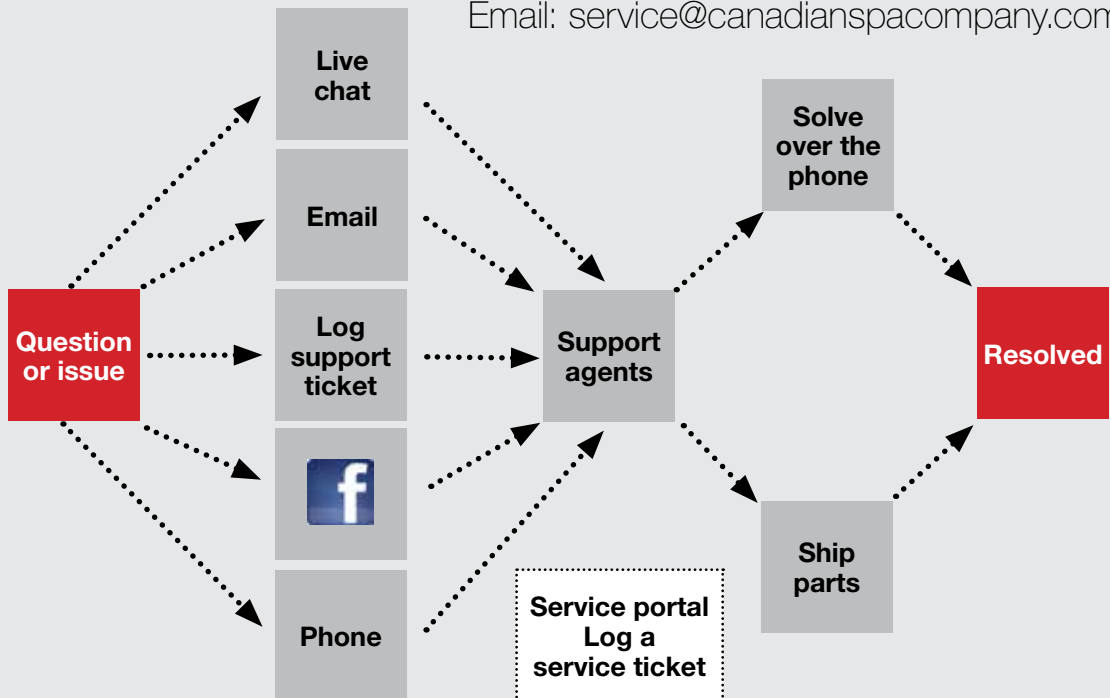 Email: service@canadianspacompany.com
Live
chat
Solve
over the
phone
Email
Question
or issue
Log
support
ticket
Support
agents
Resolved
f
Ship
parts
Service portal
Log a
service ticket
Phone